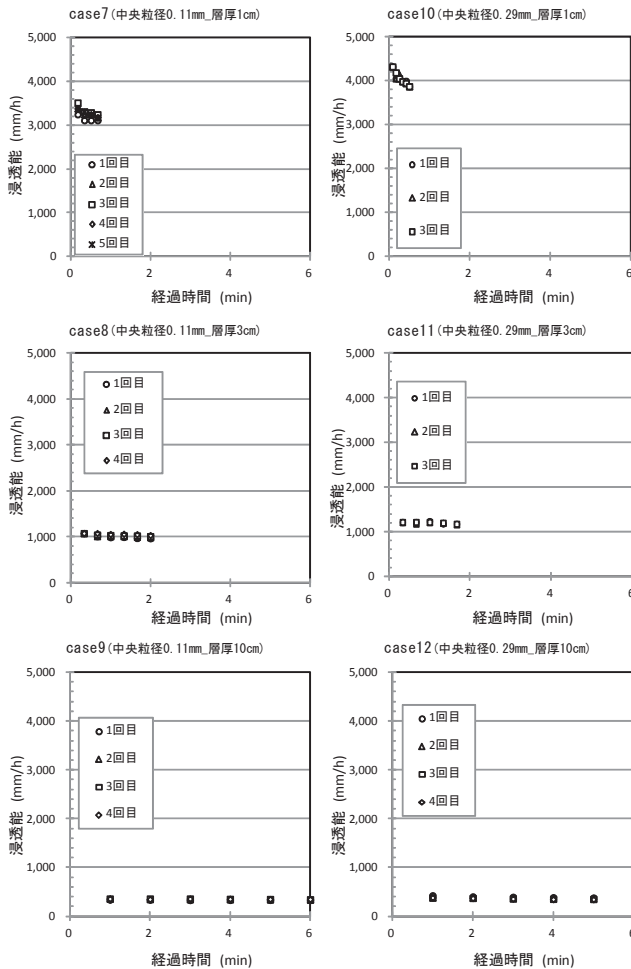 case7(中央粒径0.11mm_層厚1cm)
5,000
4,000
3,000
2,000
1,000
0
浸透能 (mm/h)
1回目
2回目
3回目
4回目
5回目
0 2 4 6
経過時間 (min)
case10(中央粒径0.29mm_層厚1cm)
5,000
4,000
3,000
2,000
1,000
0
浸透能 (mm/h)
1回目
2回目
3回目
0 2 4 6
経過時間 (min)
case8(中央粒径0.11mm_層厚3cm)
5,000
4,000
3,000
2,000
1,000
0
浸透能 (mm/h)
1回目
2回目
3回目
4回目
0 2 4 6
経過時間 (min)
case11(中央粒径0.29mm_層厚3cm)
5,000
4,000
3,000
2,000
1,000
0
浸透能 (mm/h)
1回目
2回目
3回目
0 2 4 6
経過時間 (min)
case9(中央粒径0.11mm_層厚10cm)
5,000
4,000
3,000
2,000
1,000
0
浸透能 (mm/h)
1回目
2回目
3回目
4回目
0 2 4 6
経過時間 (min)
case12(中央粒径0.29mm_層厚10cm)
5,000
4,000
3,000
2,000
1,000
0
浸透能 (mm/h)
1回目
2回目
3回目
4回目
0 2 4 6
経過時間 (min)